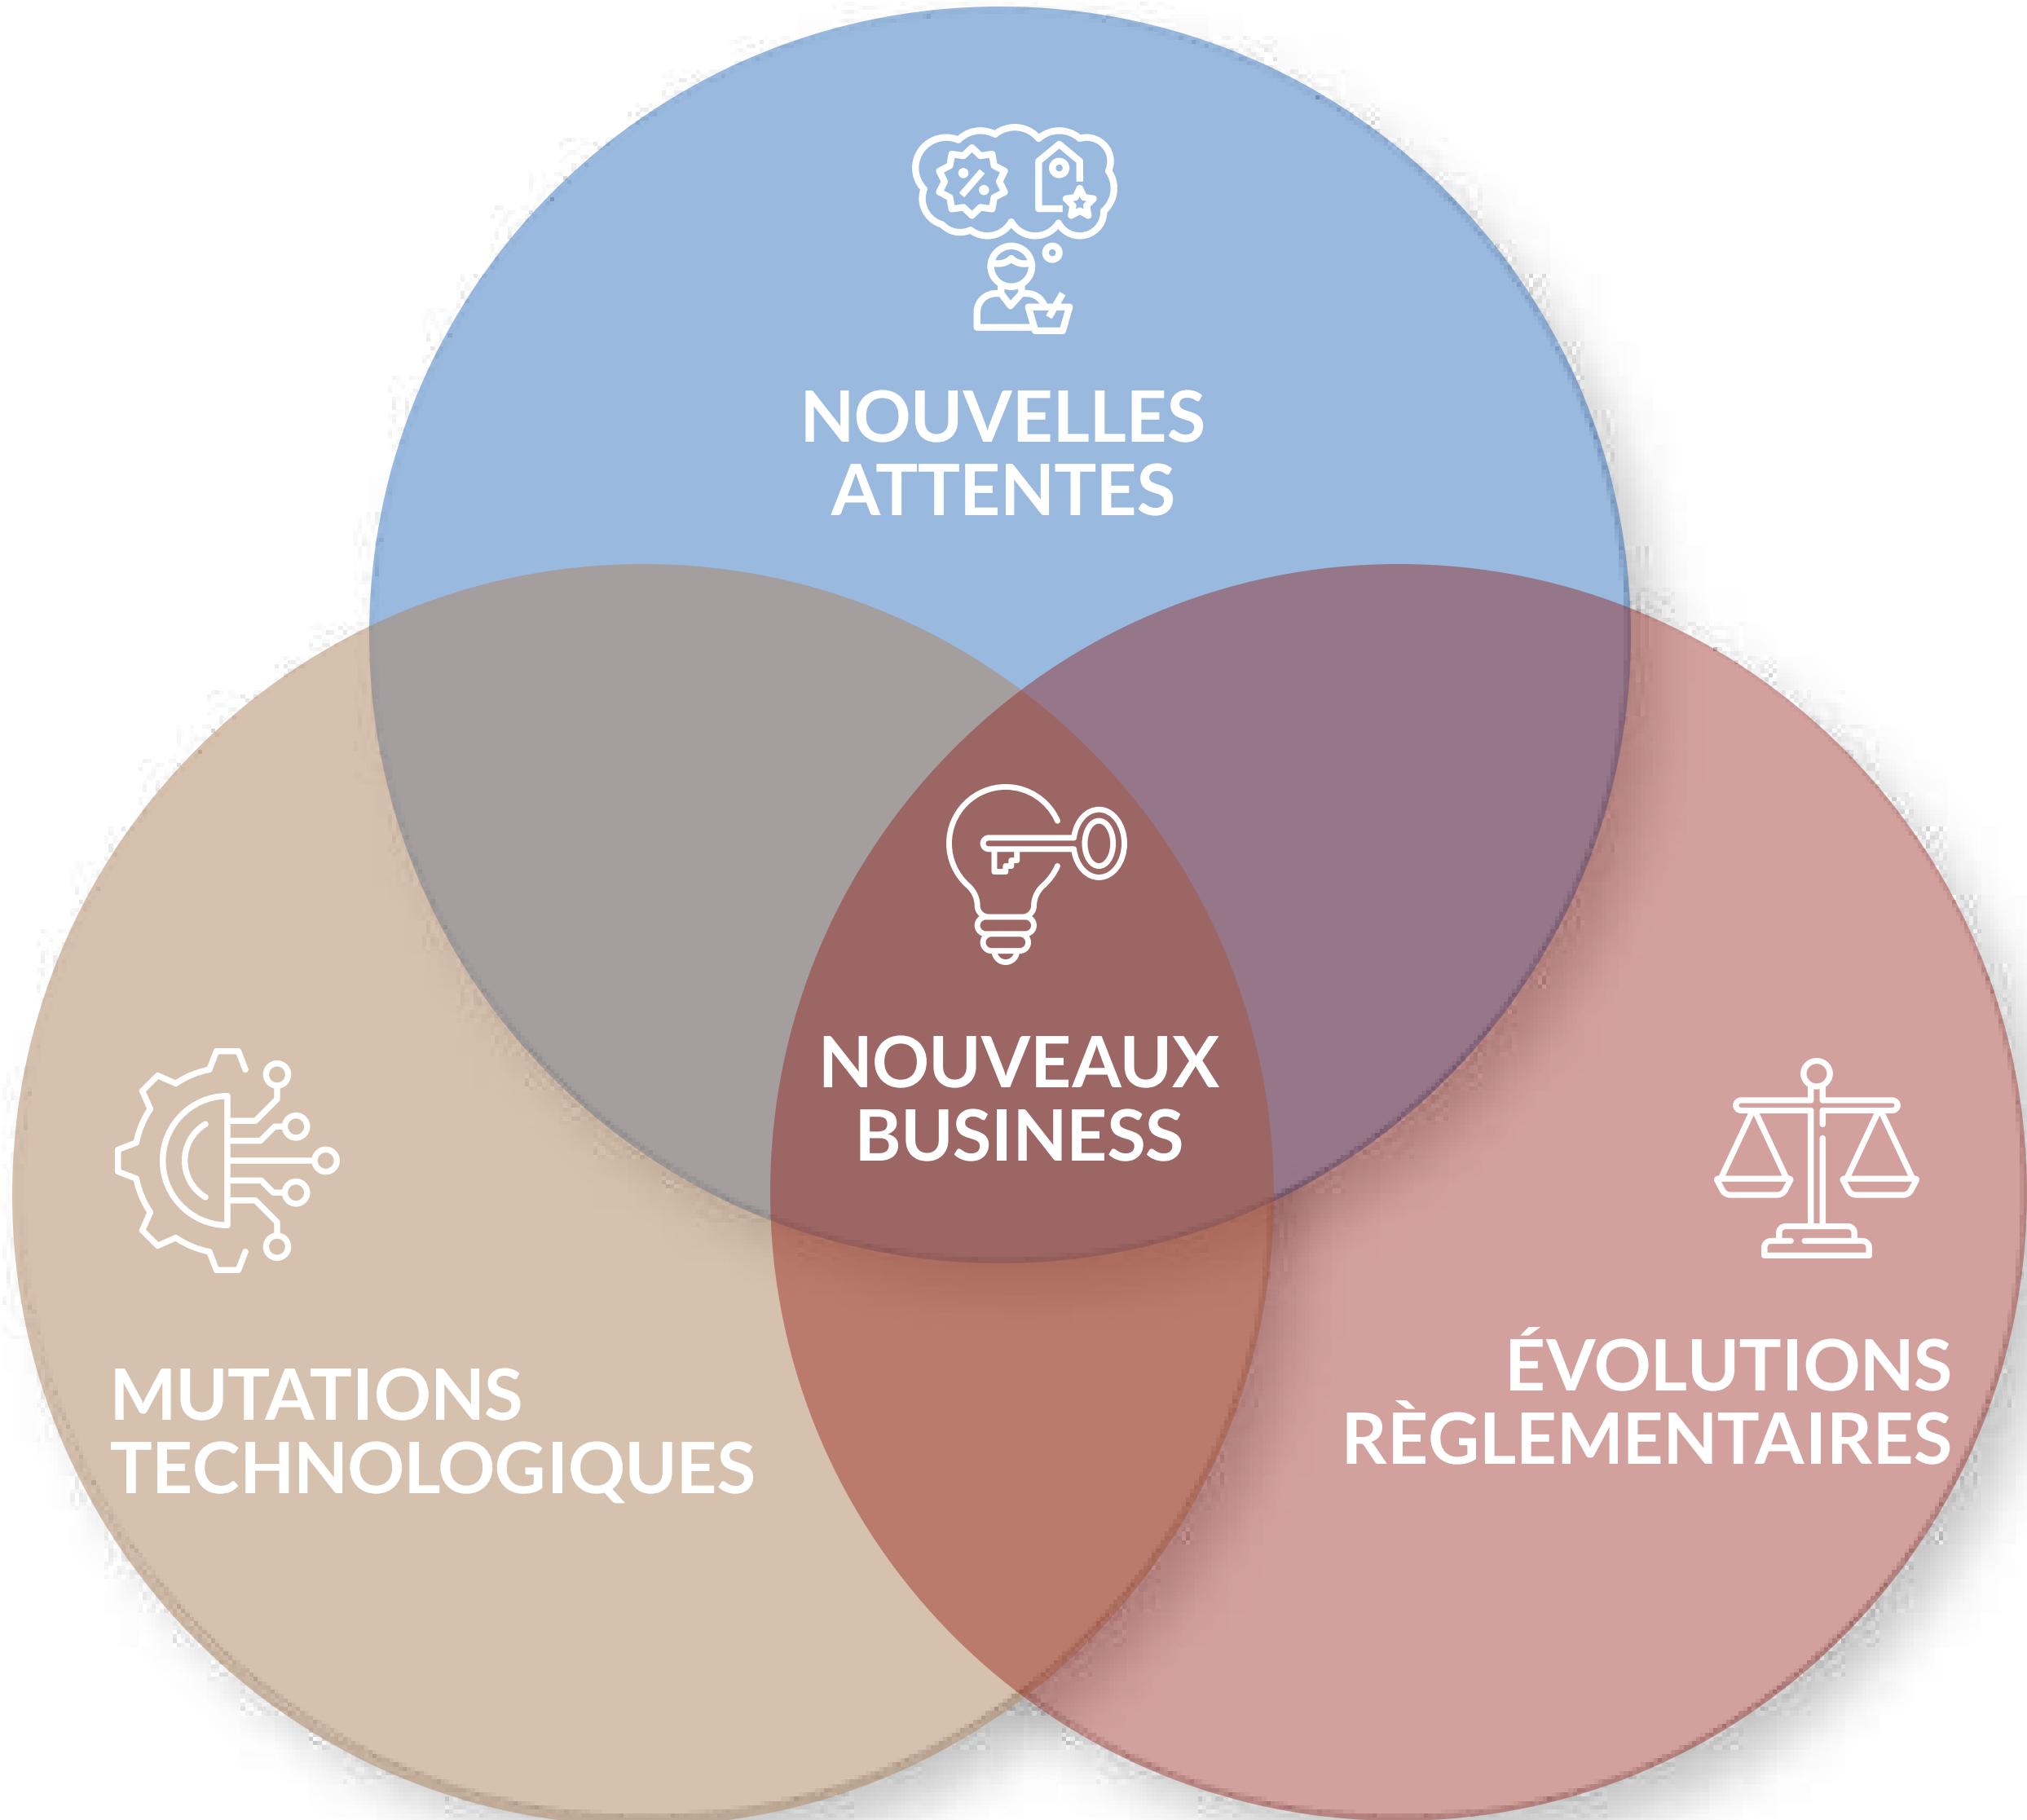 NOUVELLES
ATTENTES
NOUVEAUX
BUSINESS
MUTATIONS
TECHNOLOGIQUES
ÉVOLUTIONS
RÈGLEMENTAIRES